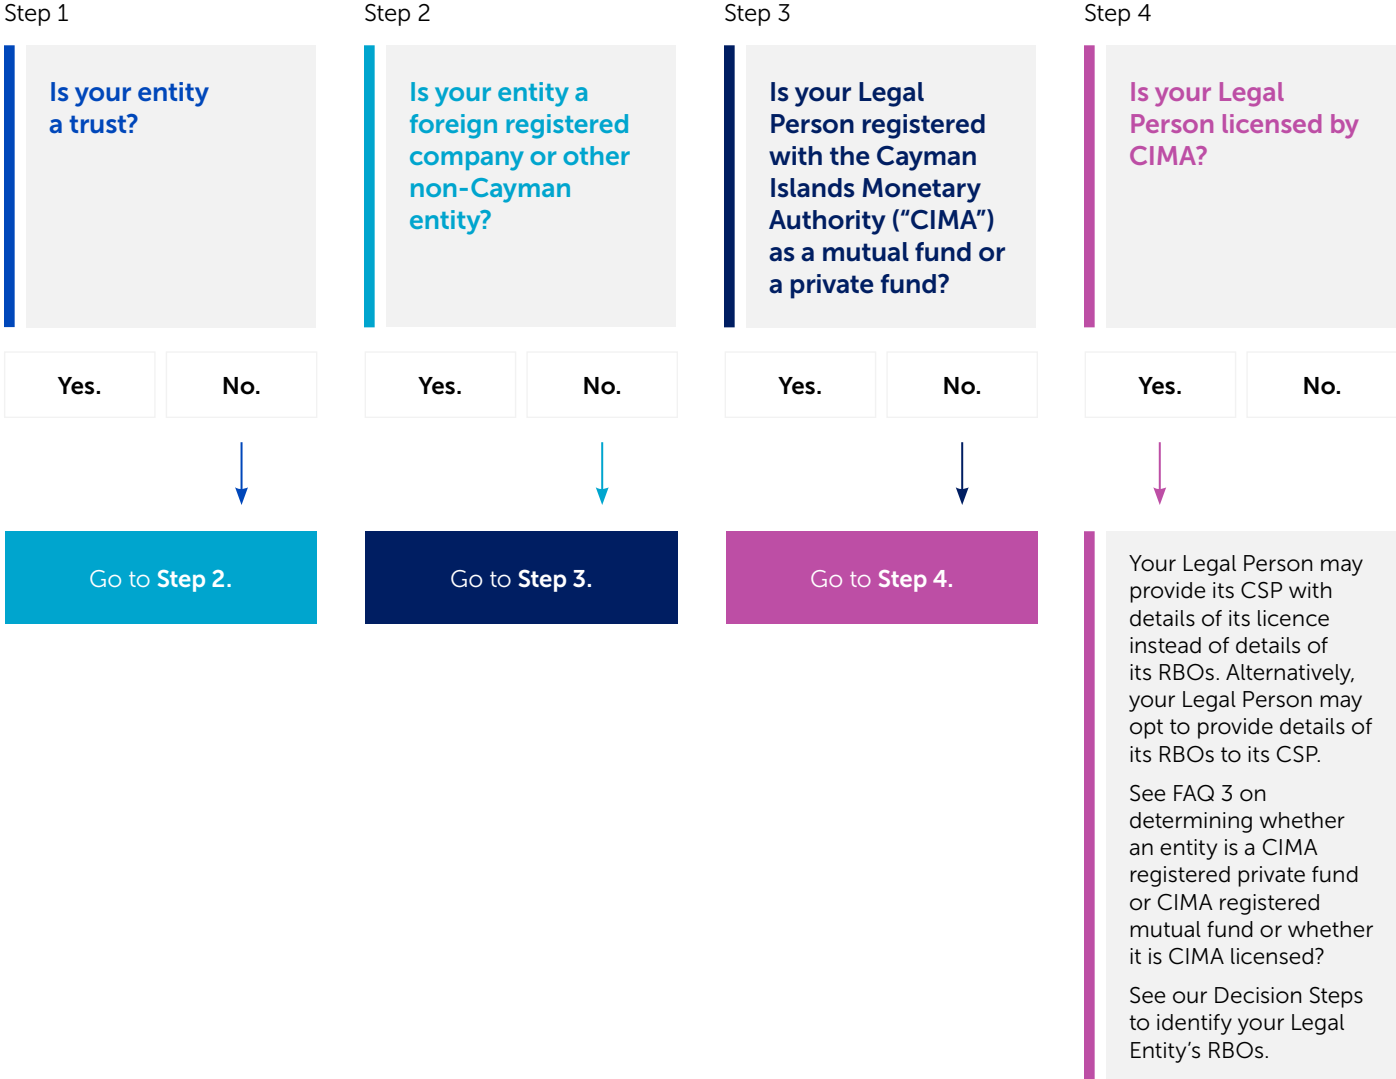 Step 1
Is your entity
a trust?
Yes.
No.
Go to Step 2.
Step 2
Is your entity a
foreign registered
company or other
non-Cayman
entity?
Yes.
No.
Go to Step 3.
Step 3
Is your Legal
Person registered
with the Cayman
Islands Monetary
Authority (“CIMA”)
as a mutual fund or
a private fund?
Yes.
No.
Go to Step 4.
Step 4
Is your Legal
Person licensed by
CIMA?
Yes.
No.
Your Legal Person may
provide its CSP with
details of its licence
instead of details of
its RBOs. Alternatively,
your Legal Person may
opt to provide details of
its RBOs to its CSP.
See FAQ 3 on
determining whether
an entity is a CIMA
registered private fund
or CIMA registered
mutual fund or whether
it is CIMA licensed?
See our Decision Steps
to identify your Legal
Entity’s RBOs.